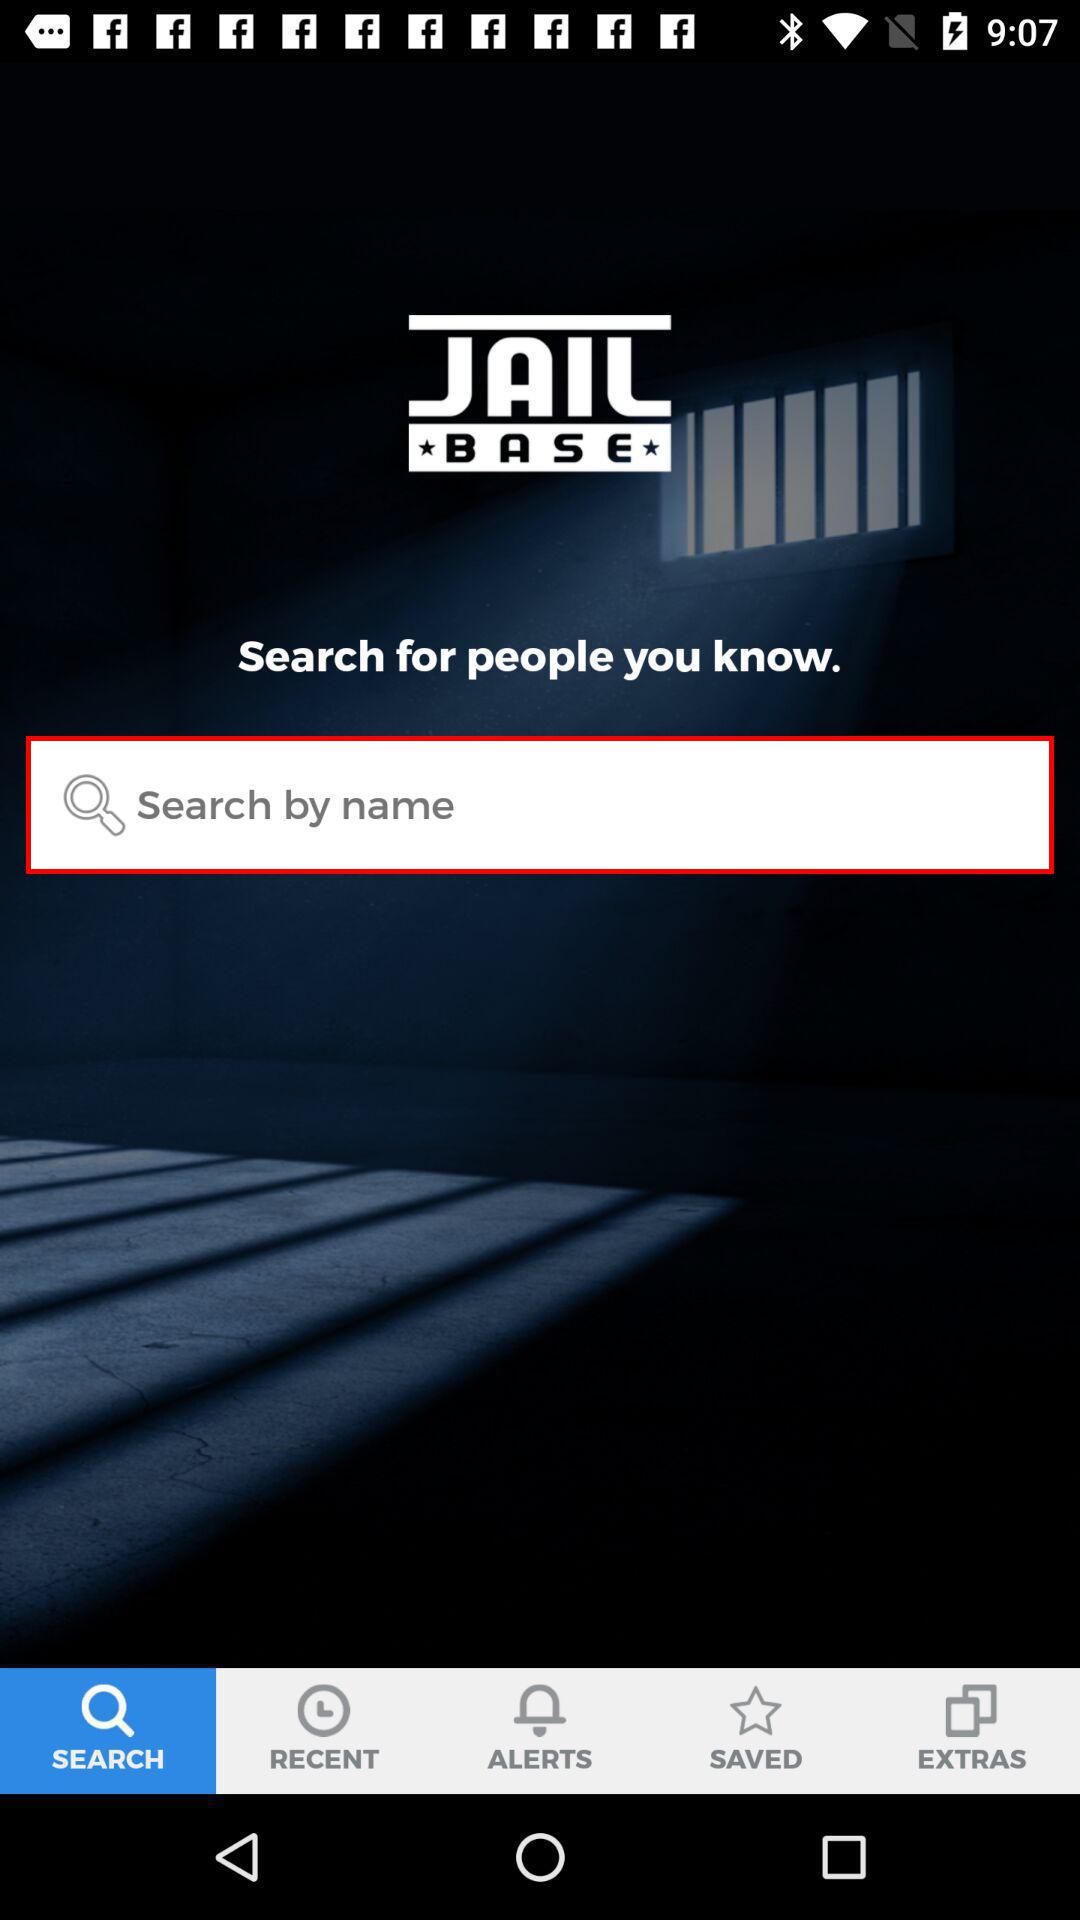 9:07
JAIL
★BASE★
Search for people you know.
Search by name
SEARCH RECENT ALERTS SAVED EXTRAS